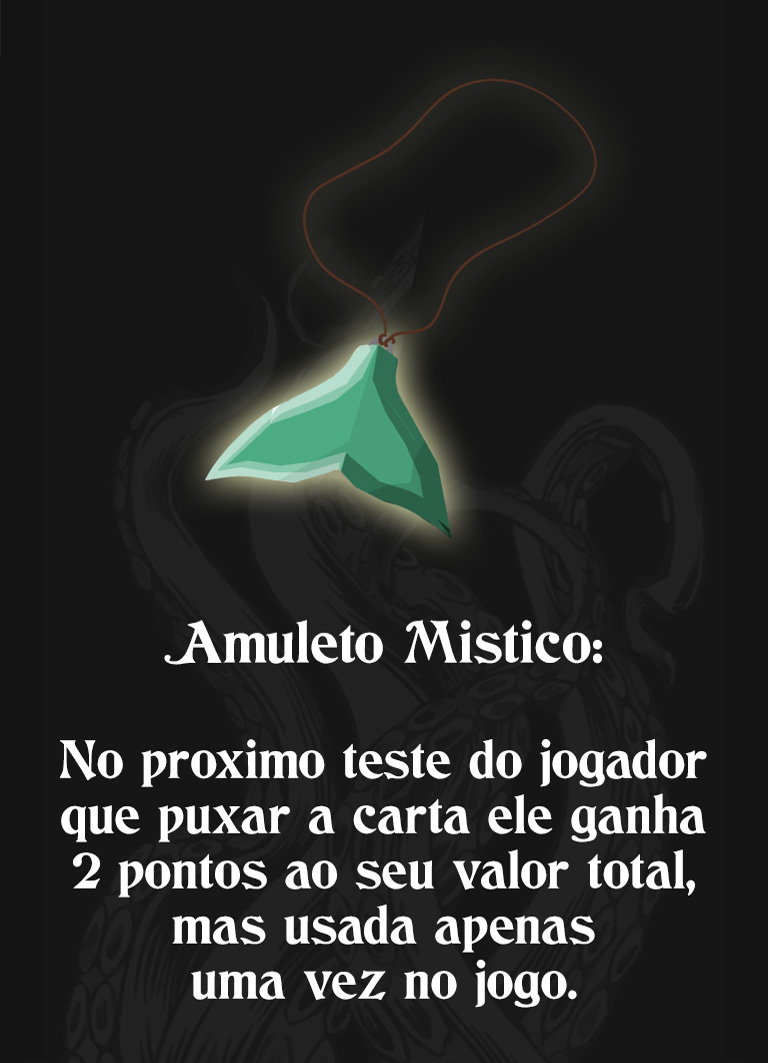 Amuleto Mistico:
No proximo teste do jogador
que puxar a carta ele ganha
2 pontos ao seu valor total,
mas usada apenas
uma vez no jogo.